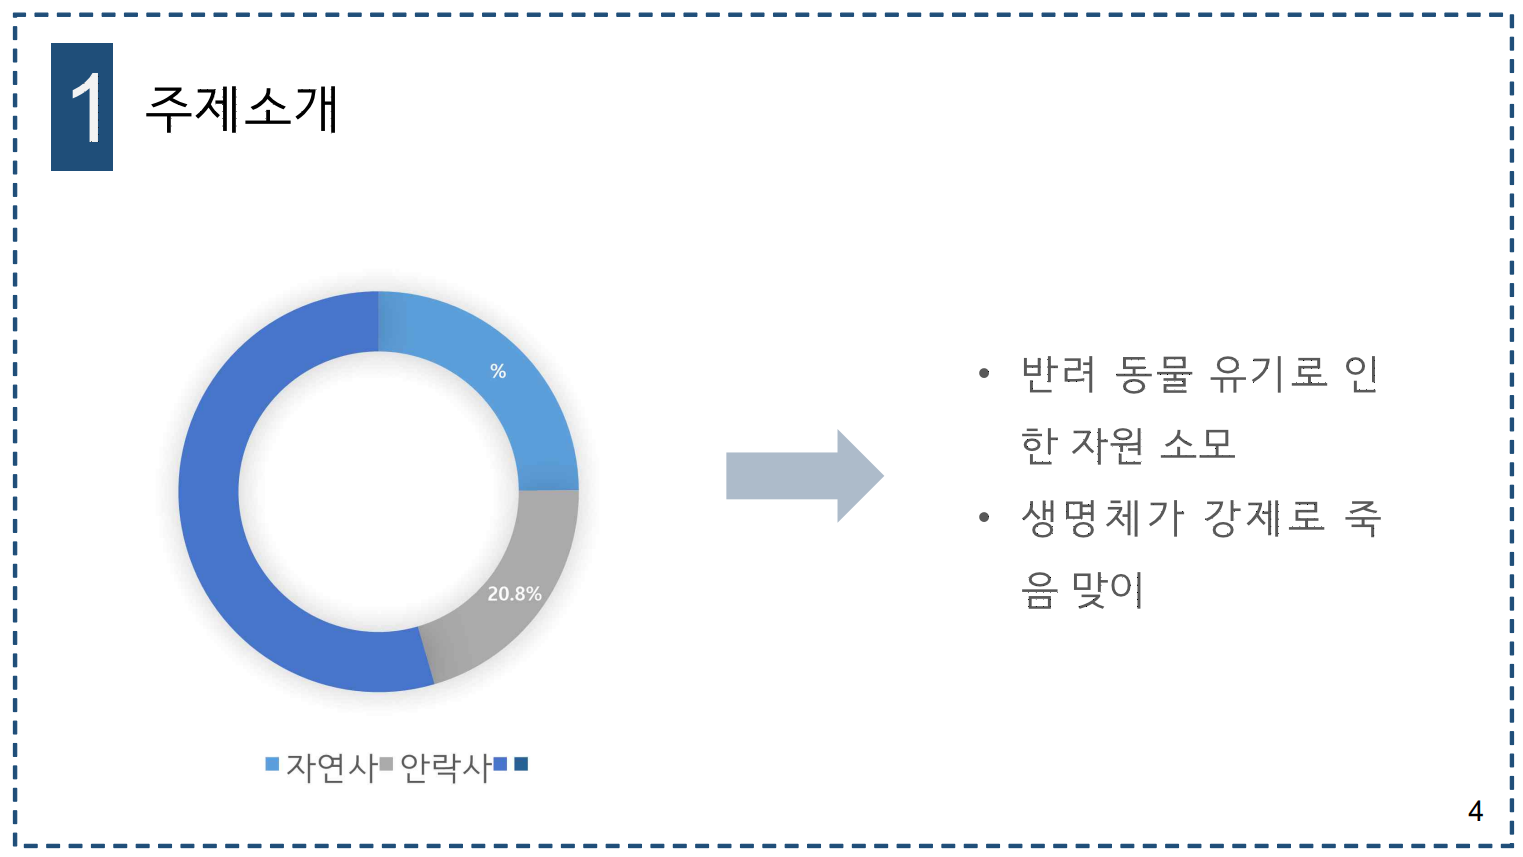 1
주제소개
%
20.8%
자연사 안락사
• 반려 동물 유기로 인
한 자원 소모
• 생명체가 강제로 죽
음 맞이
4